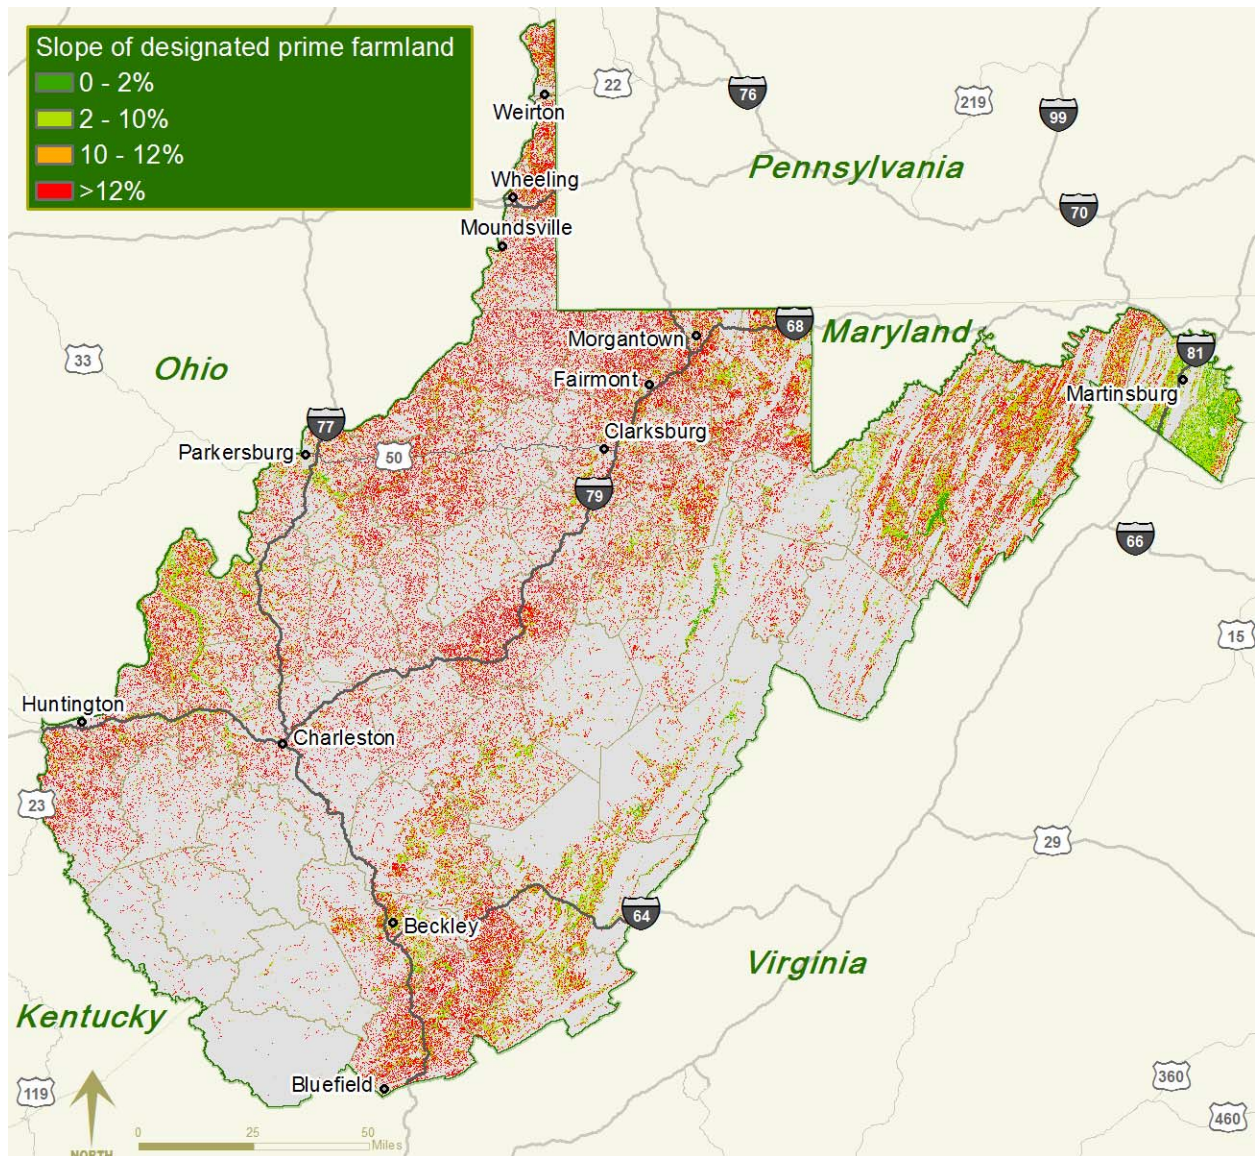 Slope of designated prime farmland
0 - 2%
2 - 10%
10 - 12%
>12%
22
76
219
99
Weirton
Pennsylvania
Wheeling
70
Moundsville
68
Maryland
Morgantown
81
33
Ohio
Fairmont
Martinsburg
77
Clarksburg
Parkersburg
50
79
66
15
Huntington
Charleston
23
29
64
Beckley
Virginia
Kentucky
Bluefield
119
360
460
0
25
50
Miles
NORTH